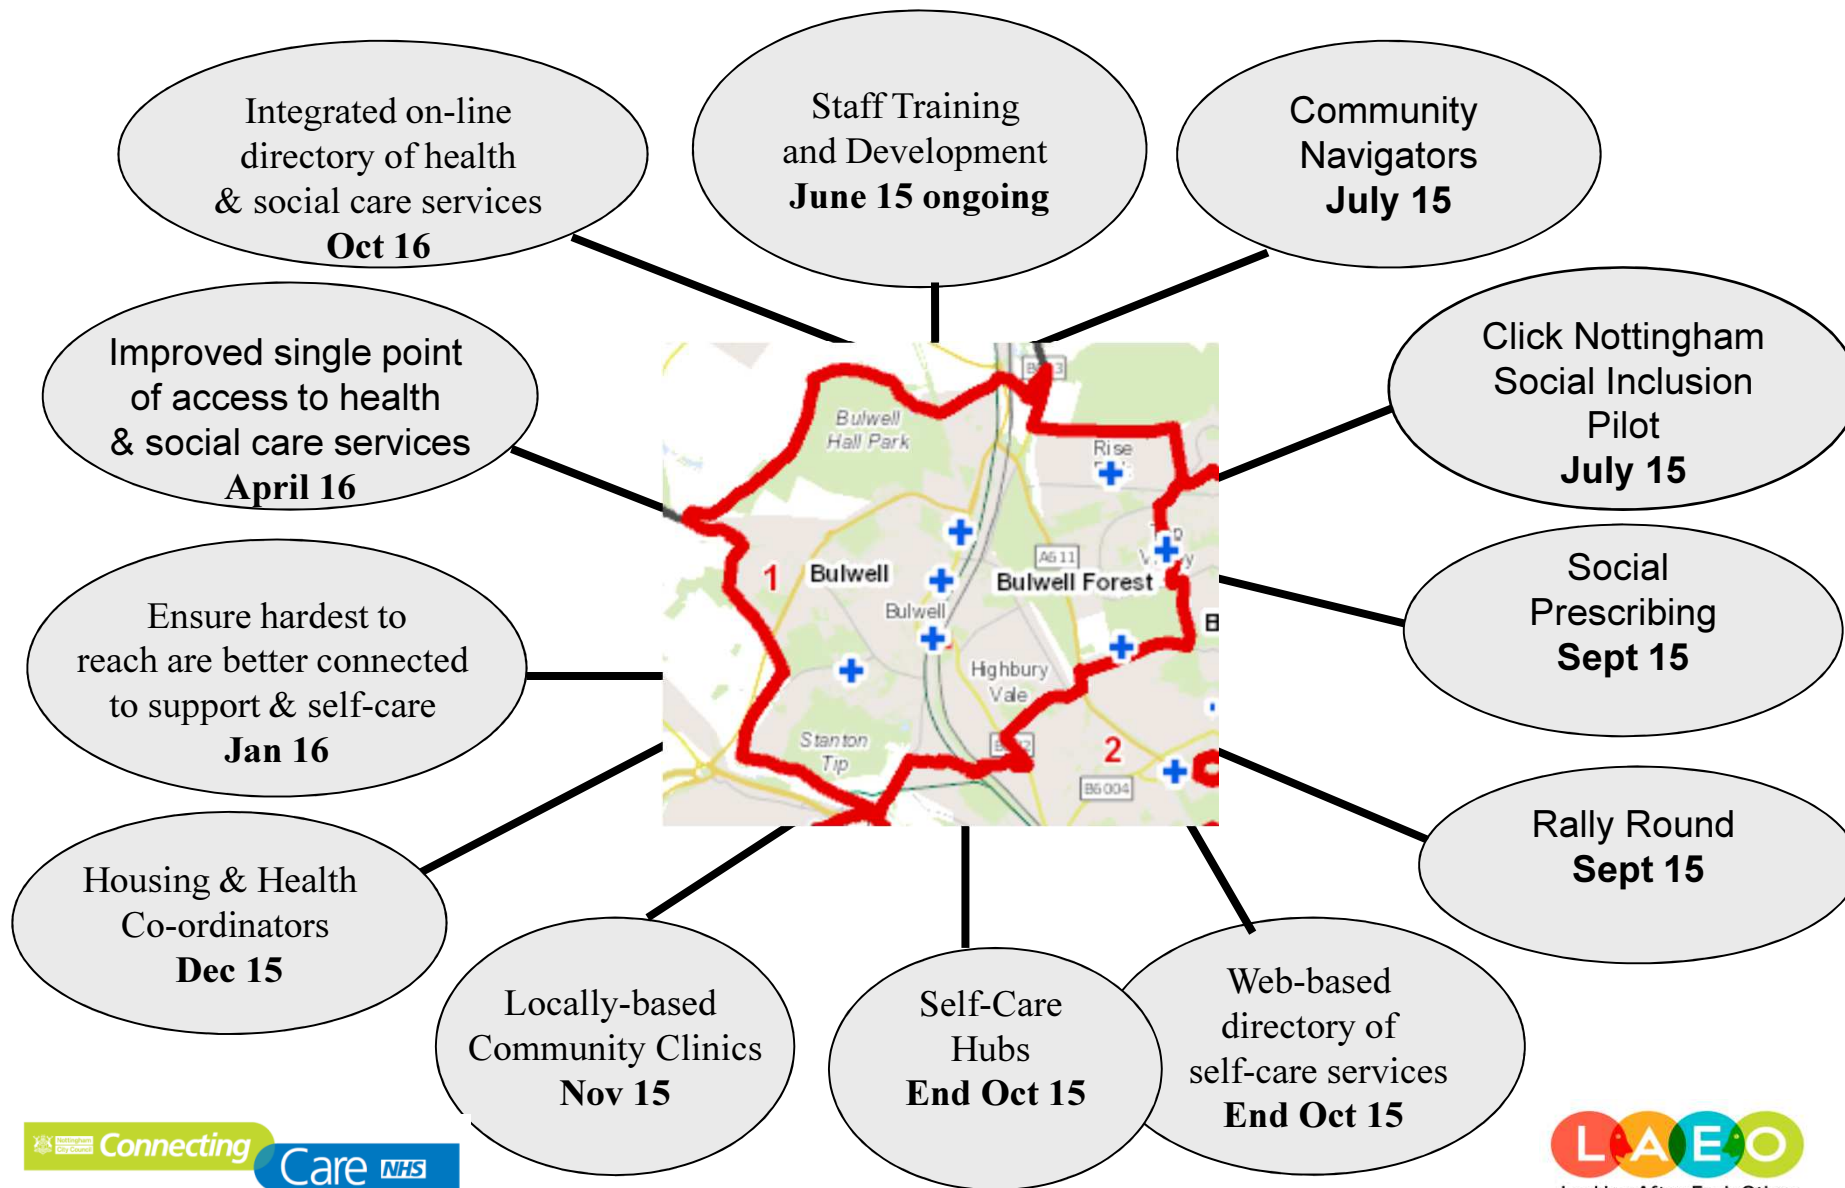 Integrated on-line
directory of health
& social care services
Oct 16
Staff Training
and Development
June 15 ongoing
Community
Navigators
July 15
Improved single point
of access to health
& social care services
April 16
Click Nottingham
Social Inclusion
Pilot
July 15
Ensure hardest to
reach are better connected
to support & self-care
Jan 16
Social
Prescribing
Sept 15
Housing & Health
Co-ordinators
Dec 15
Rally Round
Sept 15
Locally-based
Community Clinics
Nov 15
Self-Care
Hubs
End Oct 15
Web-based
directory of
self-care services
End Oct 15
Bulwell
Hall Park
Rise
A611
1
Bulwell
Bulwell Forest
Bulwell
B
Highbury
Vale
Stanton
Tip
2
B6004
Nottingham
City Council
Connecting
Care NHS
LAEO